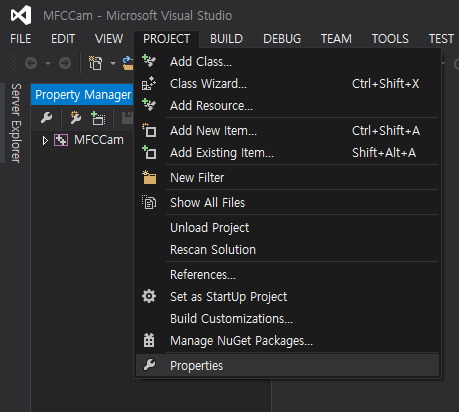 MFCCam - Microsoft Visual Studio
FILE EDIT VIEW PROJECT BUILD DEBUG TEAM TOOLS TEST
Server Explorer
Property Manager
MFCCam
Add Class...
Class Wizard... Ctrl+Shift+X
Add Resource...
Add New Item... Ctrl+Shift+A
Add Existing Item... Shift+Alt+A
New Filter
Show All Files
Unload Project
Rescan Solution
References...
Set as StartUp Project
Build Customizations...
Manage NuGet Packages...
Properties